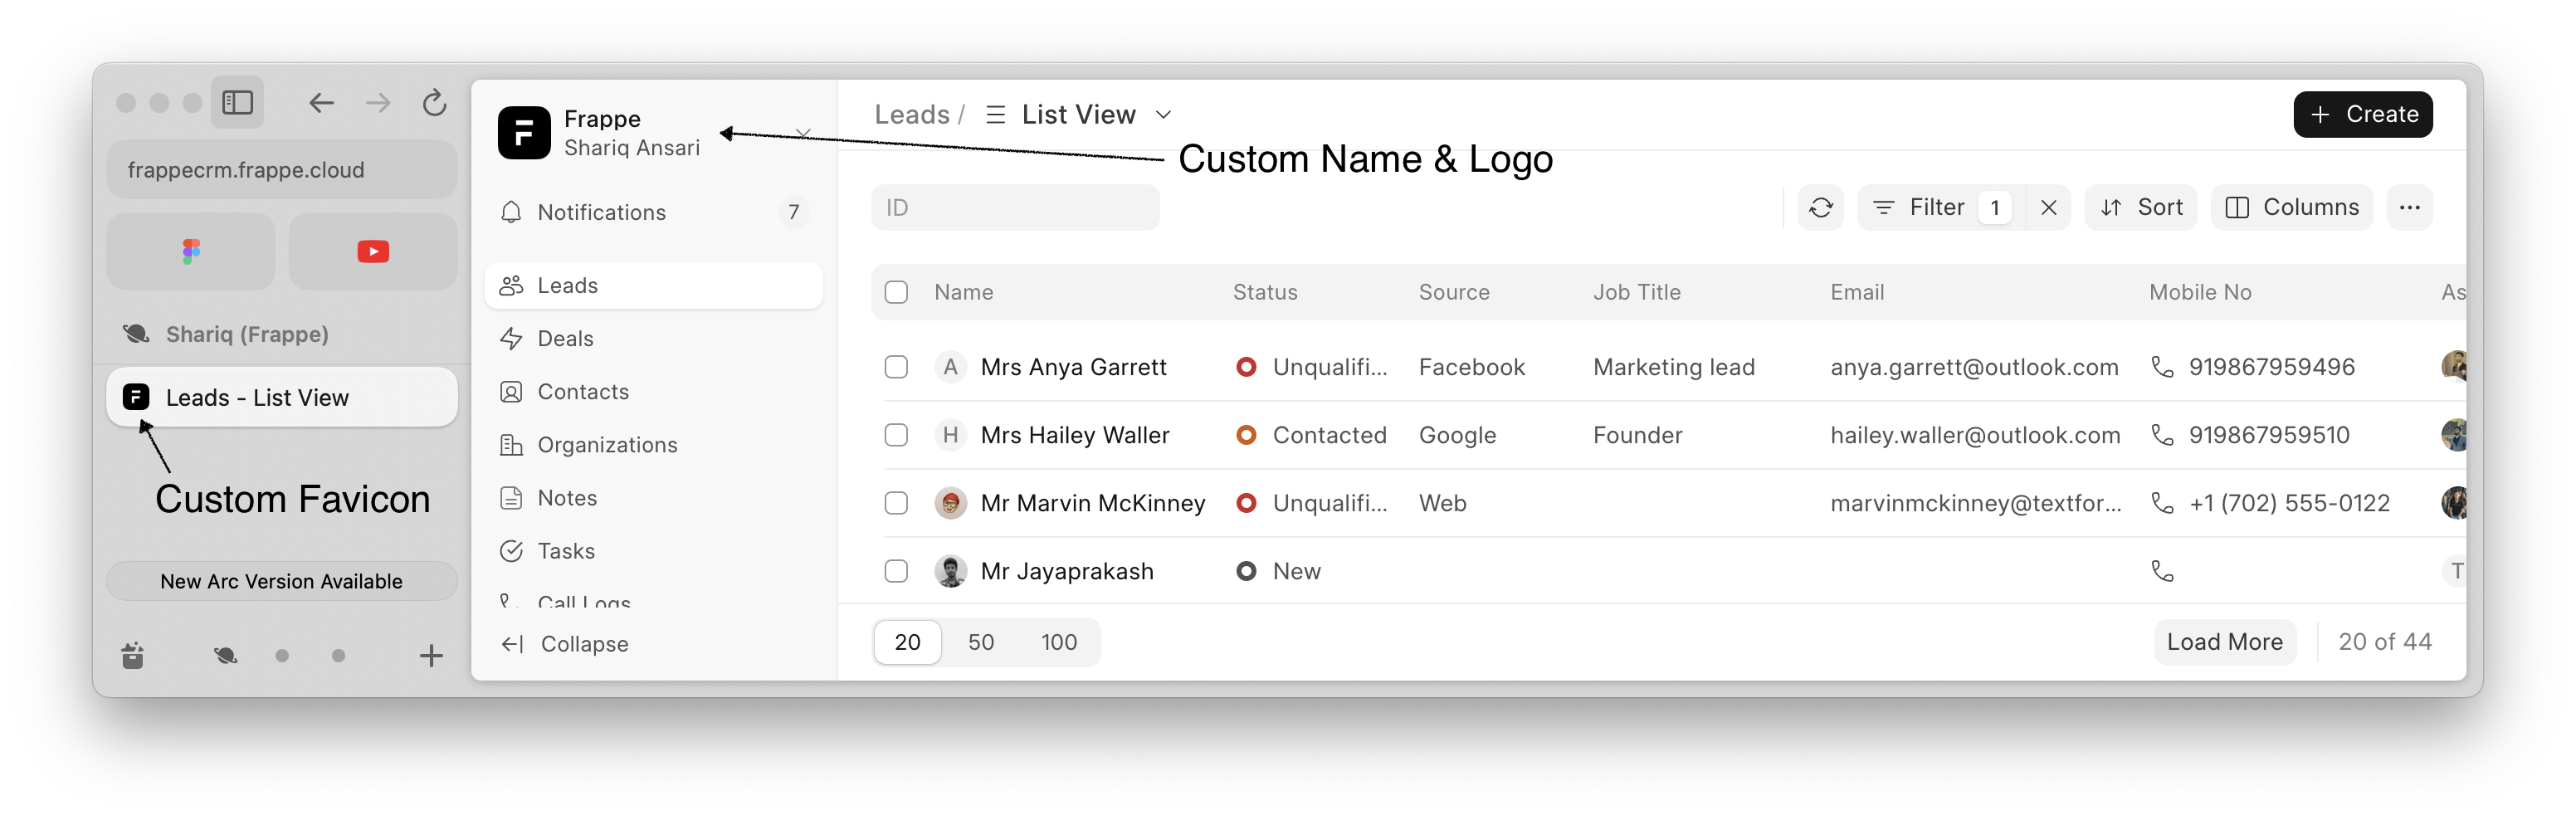 frappecrm.frappe.cloud
Shariq (Frappe)
F Leads - List View
Custom Favicon
New Arc Version Available
F Frappe
Shariq Ansari
Custom Name & Logo
Notifications 7
Leads
Deals
Contacts
Organizations
Notes
Tasks
Call Logs
Collapse
Leads / List View
Create
ID
Filter 1
Sort
Columns
Name Status Source Job Title Email Mobile No As
A Mrs Anya Garrett Unqualifi... Facebook Marketing lead anya.garrett@outlook.com 919867959496
H Mrs Hailey Waller Contacted Google Founder hailey.waller@outlook.com 919867959510
Mr Marvin McKinney Unqualifi... Web marvinmckinney@textfor... +1 (702) 555-0122
Mr Jayaprakash New T
20 50 100
Load More 20 of 44